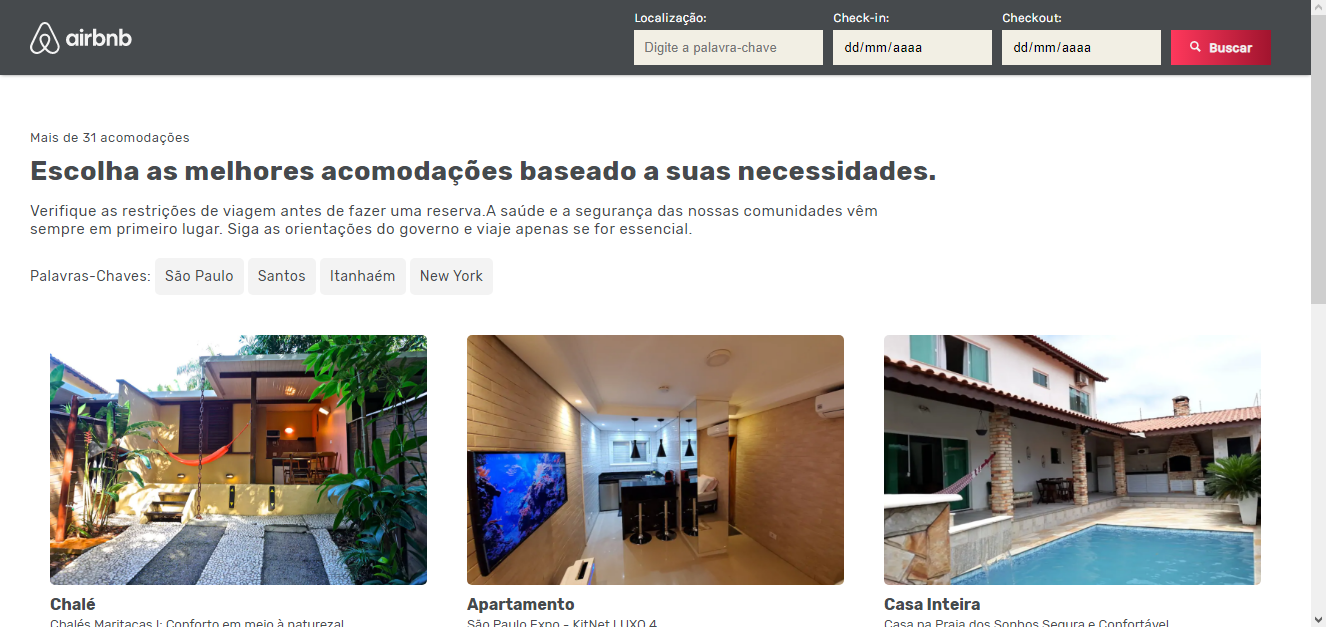 airbnb
Localização: Check-in: Checkout:
Digite a palavra-chave dd/mm/aaaa dd/mm/aaaa Buscar
Mais de 31 acomodações
Escolha as melhores acomodações baseado a suas necessidades.
Verifique as restrições de viagem antes de fazer uma reserva.A saúde e a segurança das nossas comunidades vêm
sempre em primeiro lugar. Siga as orientações do governo e viaje apenas se for essencial.
Palavras-Chaves: São Paulo Santos Itanhaém New York
Chalé
Chalés Maritacas I: Conforto em meio à natureza!
Apartamento
São Paulo Expo - KitNet LUXO 4
Casa Inteira
Casa na Praia dos Sonhos Segura e Confortável